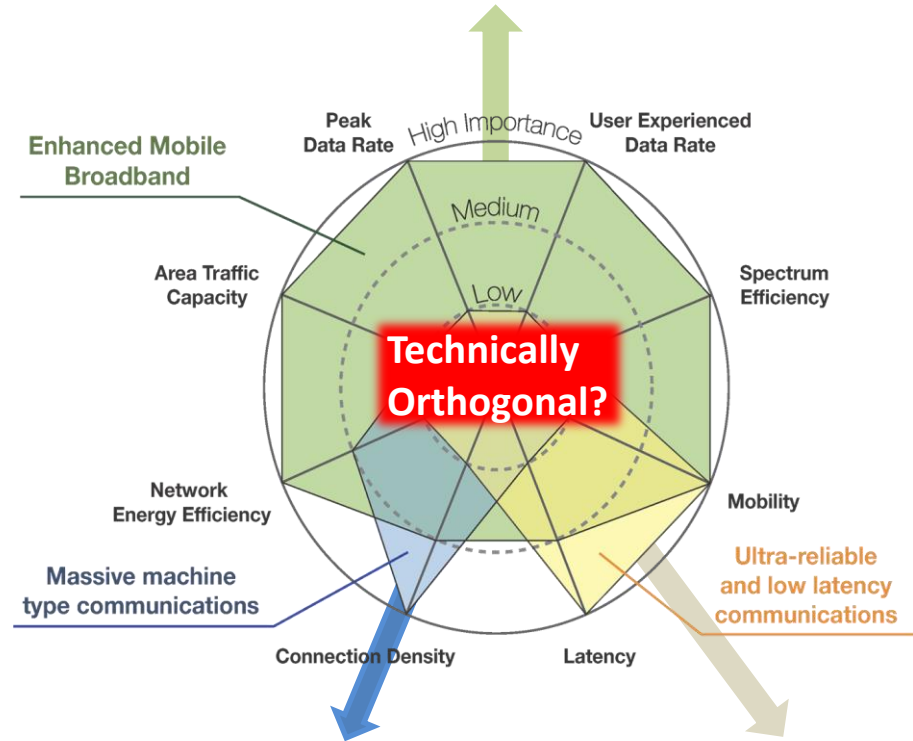 Peak
Data Rate
High Importance
User Experienced
Data Rate
Enhanced Mobile
Broadband
Medium
Area Traffic
Capacity
Spectrum
Efficiency
Low
Technically
Orthogonal?
Network
Energy Efficiency
Mobility
Massive machine
type communications
Ultra-reliable
and low latency
communications
Connection Density
Latency